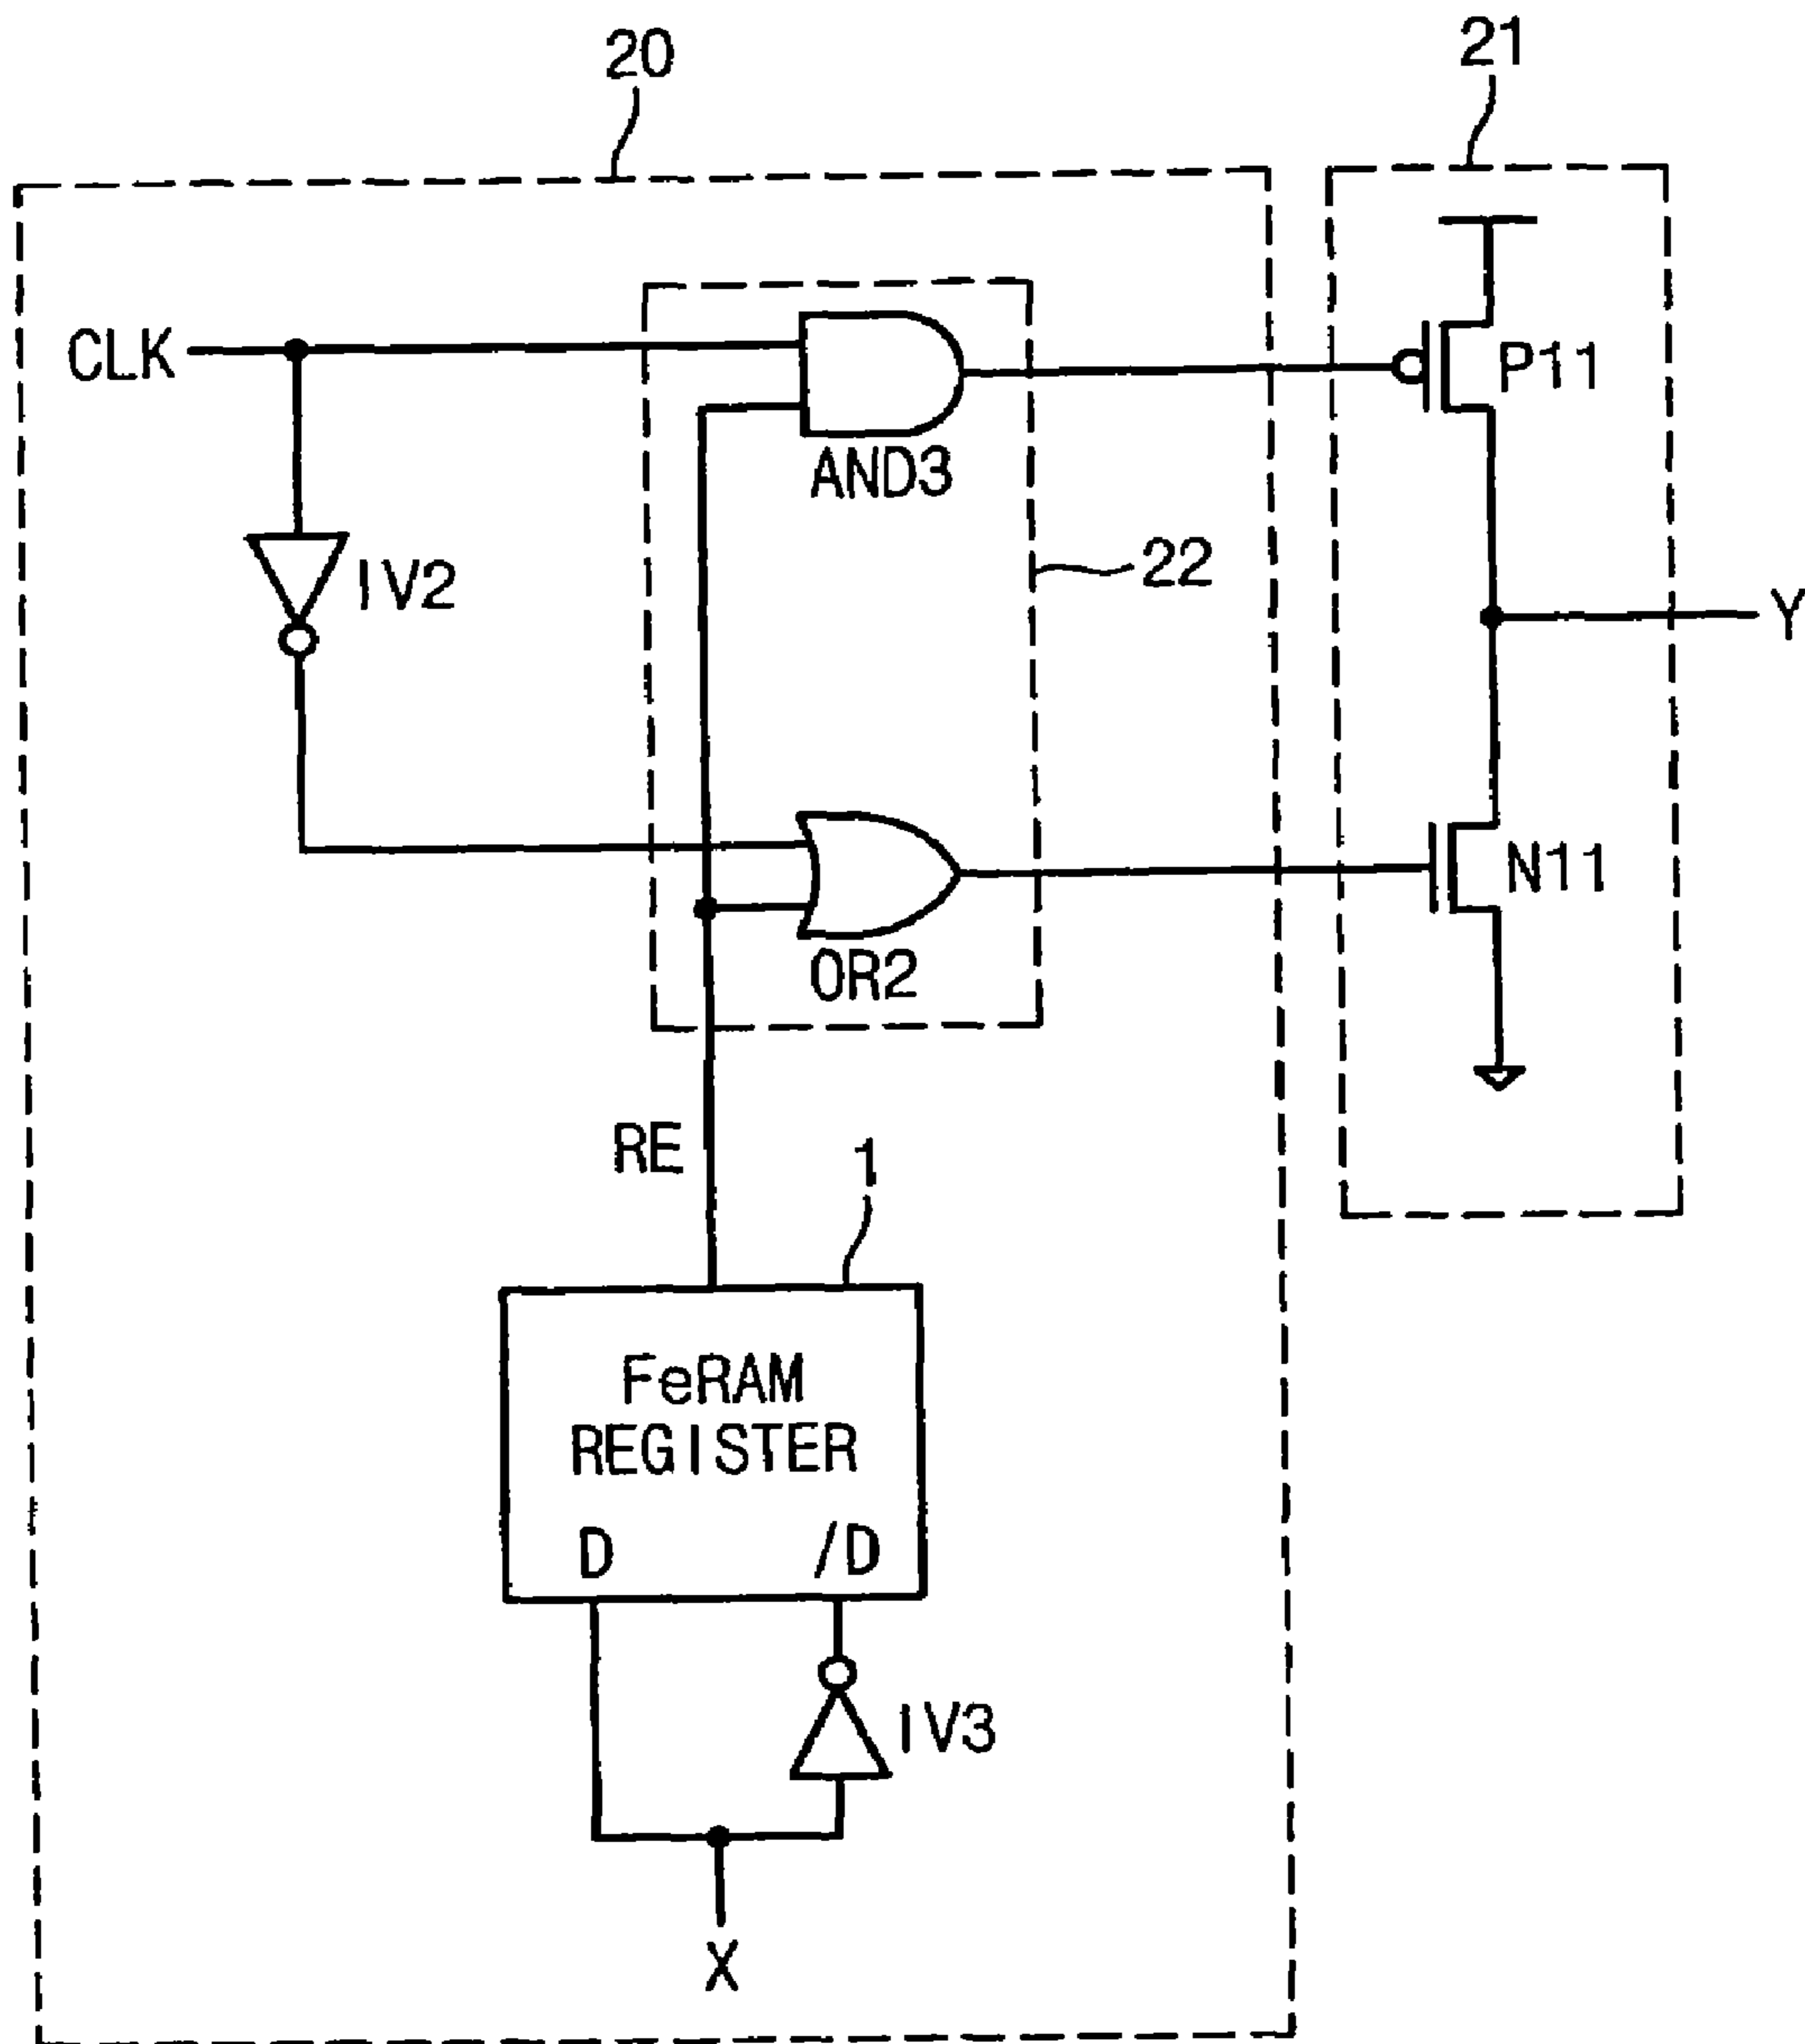 20
21
CLK
AND3
P11
IV2
22
Y
OR2
N11
RE
1
FeRAM
REGISTER
D
/D
IV3
X